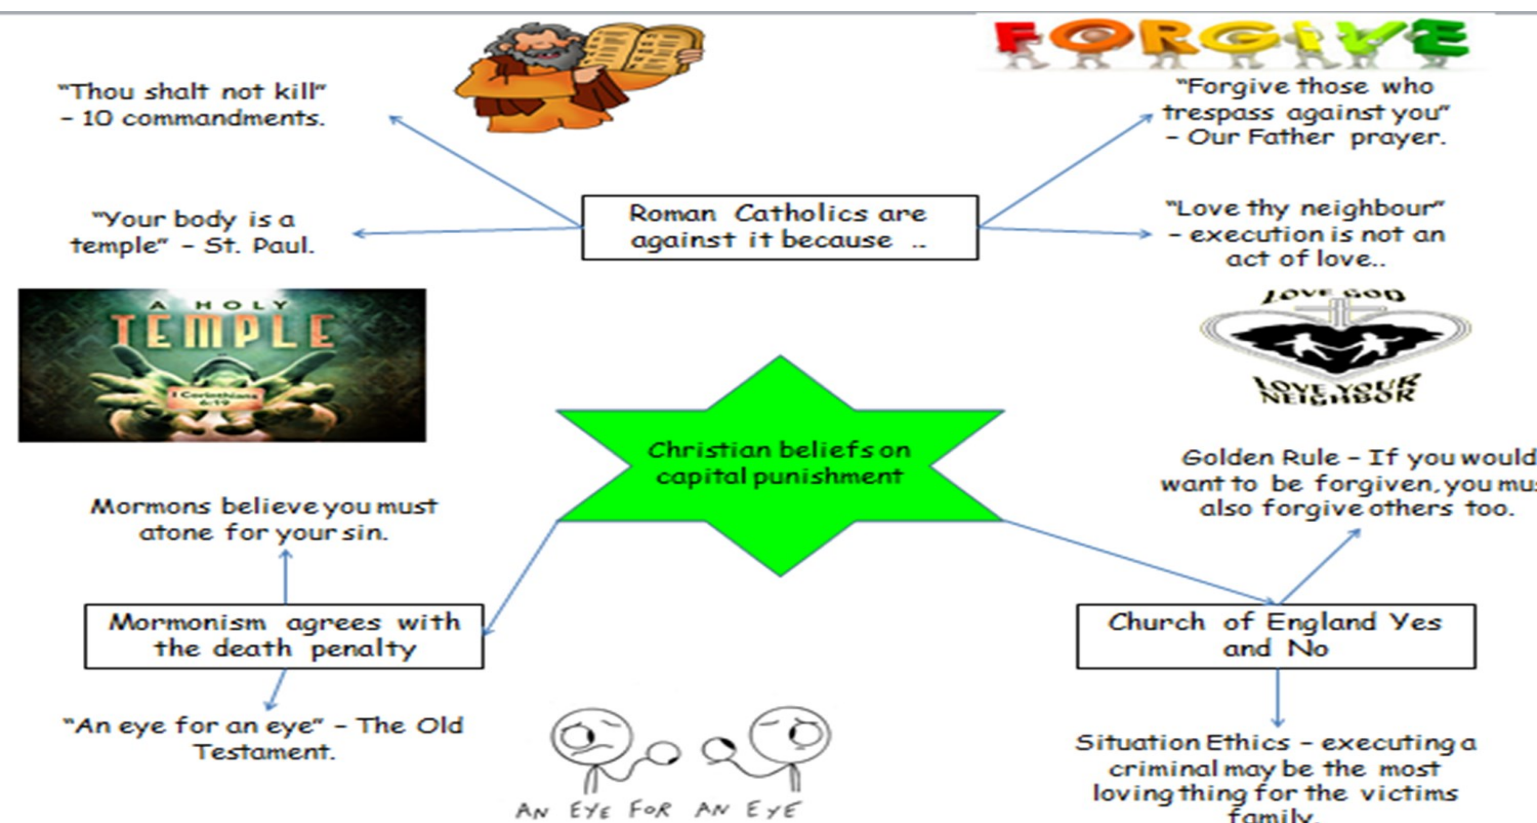 FORGIVE
"Thou shalt not kill"
– 10 commandments.
"Forgive those who
trespass against you"
– Our Father prayer.
"Your body is a
temple" – St. Paul.
Roman Catholics are
against it because ..
"Love thy neighbour"
– execution is not an
act of love..
A HOLY
TEMPLE
1 Corinthians
6:19
LOVE GOD
LOVE YOUR
NEIGHBOR
Christian beliefs on
capital punishment
Golden Rule – If you would
want to be forgiven, you mus
also forgive others too.
Mormons believe you must
atone for your sin.
Mormonism agrees with
the death penalty
Church of England Yes
and No
"An eye for an eye" – The Old
Testament.
AN EYE FOR AN EYE
Situation Ethics – executing a
criminal may be the most
loving thing for the victims
family.